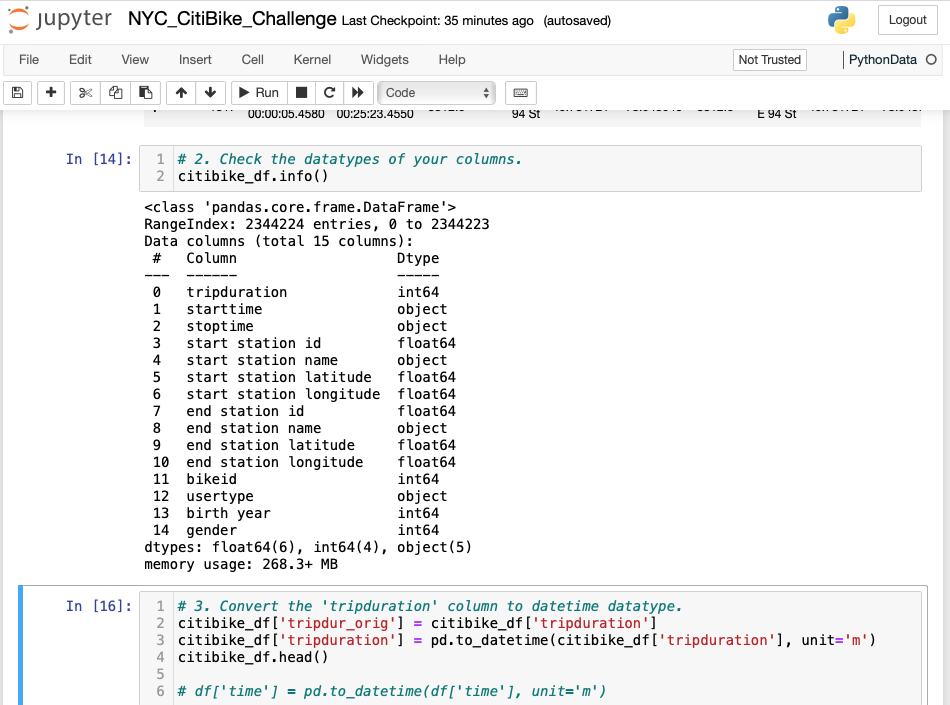 jupyter NYC_CitiBike_Challenge Last Checkpoint: 35 minutes ago (autosaved) Logout
File Edit View Insert Cell Kernel Widgets Help Not Trusted PythonData
Run Code
00:00:05.4580 00:25:23.4550 94 St E 94 St
In [14]: 1 # 2. Check the datatypes of your columns.
2 citibike_df.info()
<class 'pandas.core.frame.DataFrame'>
RangeIndex: 2344224 entries, 0 to 2344223
Data columns (total 15 columns):
# Column Dtype
--- ------ -----
0 tripduration int64
1 starttime object
2 stoptime object
3 start station id float64
4 start station name object
5 start station latitude float64
6 start station longitude float64
7 end station id float64
8 end station name object
9 end station latitude float64
10 end station longitude float64
11 bikeid int64
12 usertype object
13 birth year int64
14 gender int64
dtypes: float64(6), int64(4), object(5)
memory usage: 268.3+ MB
In [16]: 1 # 3. Convert the 'tripduration' column to datetime datatype.
2 citibike_df['tripdur_orig'] = citibike_df['tripduration']
3 citibike_df['tripduration'] = pd.to_datetime(citibike_df['tripduration'], unit='m')
4 citibike_df.head()
5
6 # df['time'] = pd.to_datetime(df['time'], unit='m')